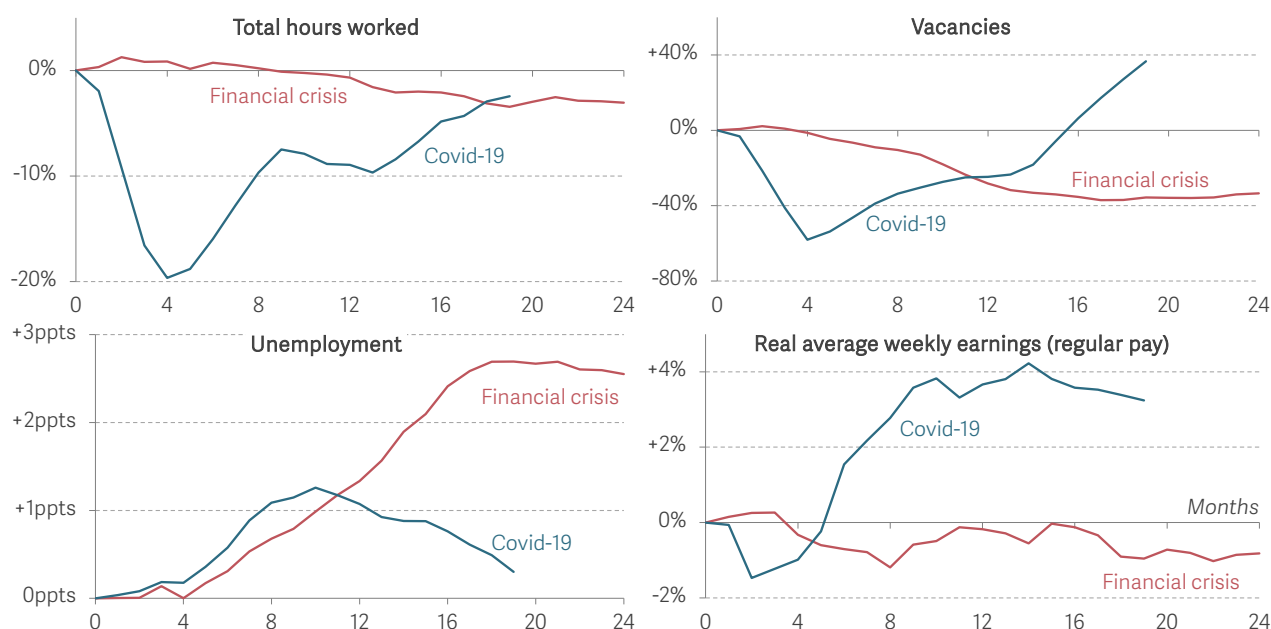 Total hours worked
0%
-10%
-20%
Financial crisis
Covid-19
0 4 8 12 16 20 24
Vacancies
+40%
0%
-40%
-80%
Financial crisis
Covid-19
0 4 8 12 16 20 24
Unemployment
+3ppts
+2ppts
+1ppts
0ppts
Financial crisis
Covid-19
0 4 8 12 16 20 24
Real average weekly earnings (regular pay)
+4%
+2%
0%
-2%
Covid-19
Months
Financial crisis
0 4 8 12 16 20 24